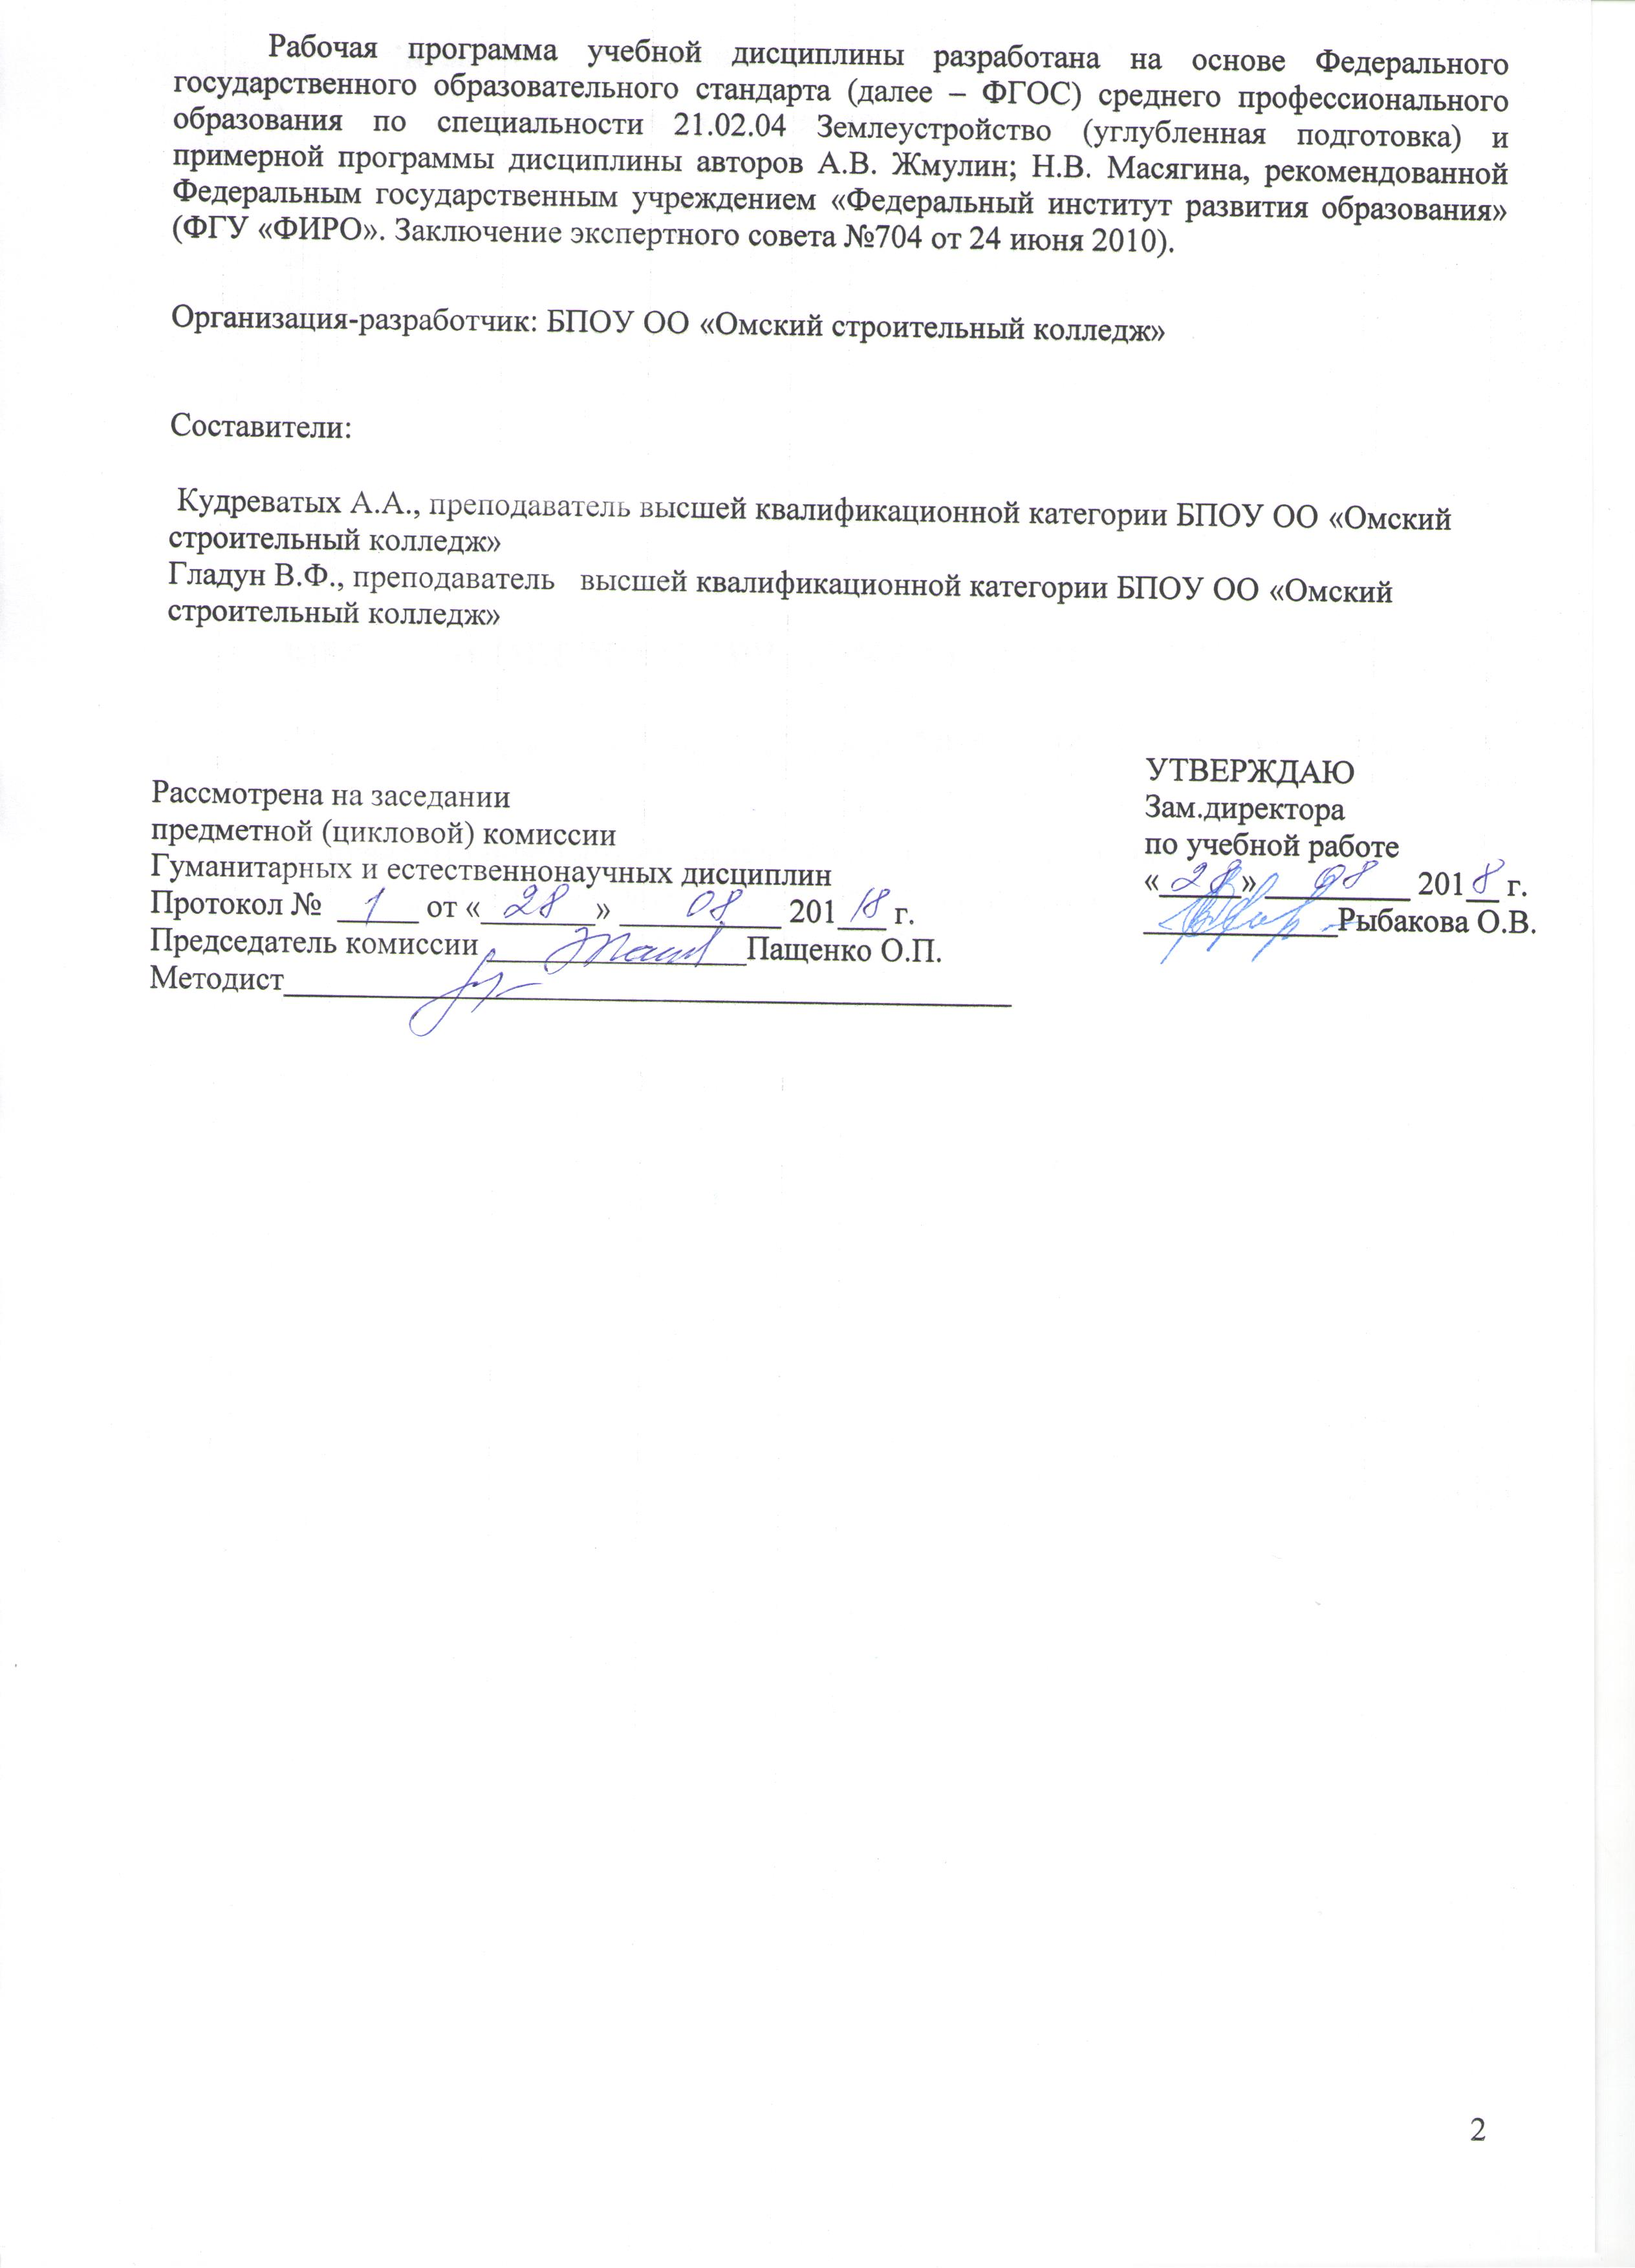 Рабочая программа учебной дисциплины разработана на основе Федерального
государственного образовательного стандарта (далее – ФГОС) среднего профессионального
образования по специальности 21.02.04 Землеустройство (углубленная подготовка) и
примерной программы дисциплины авторов А.В. Жмулин; Н.В. Масягина, рекомендованной
Федеральным государственным учреждением «Федеральный институт развития образования»
(ФГУ «ФИРО». Заключение экспертного совета №704 от 24 июня 2010).
Организация-разработчик: БПОУ ОО «Омский строительный колледж»
Составители:
Кудреватых А.А., преподаватель высшей квалификационной категории БПОУ ОО «Омский
строительный колледж»
Гладун В.Ф., преподаватель высшей квалификационной категории БПОУ ОО «Омский
строительный колледж»
Рассмотрена на заседании
предметной (цикловой) комиссии
Гуманитарных и естественнонаучных дисциплин
Протокол № 1 от «28» 08 201 18 г.
Председатель комиссии Пащенко О.П.
Методист
УТВЕРЖДАЮ
Зам.директора
по учебной работе
«28» 08 2018 г.
Рыбакова О.В.
2